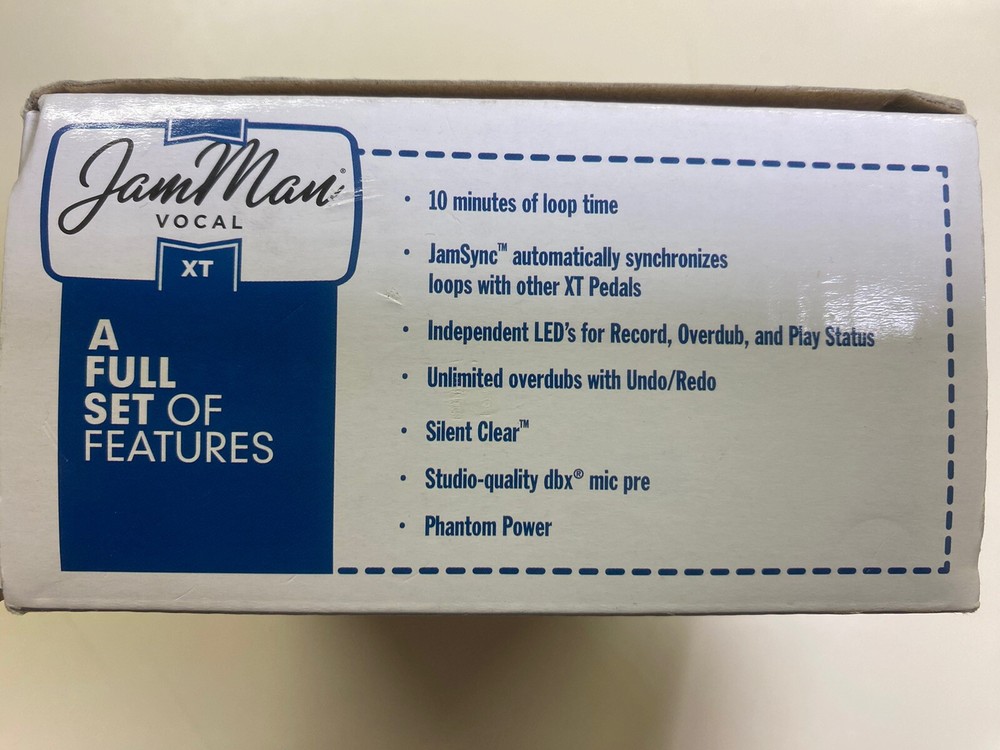 JamMan®
VOCAL
XT
A
FULL
SET OF
FEATURES
• 10 minutes of loop time
• JamSync™ automatically synchronizes
loops with other XT Pedals
• Independent LED's for Record, Overdub, and Play Status
• Unlimited overdubs with Undo/Redo
• Silent Clear™
• Studio-quality dbx® mic pre
• Phantom Power